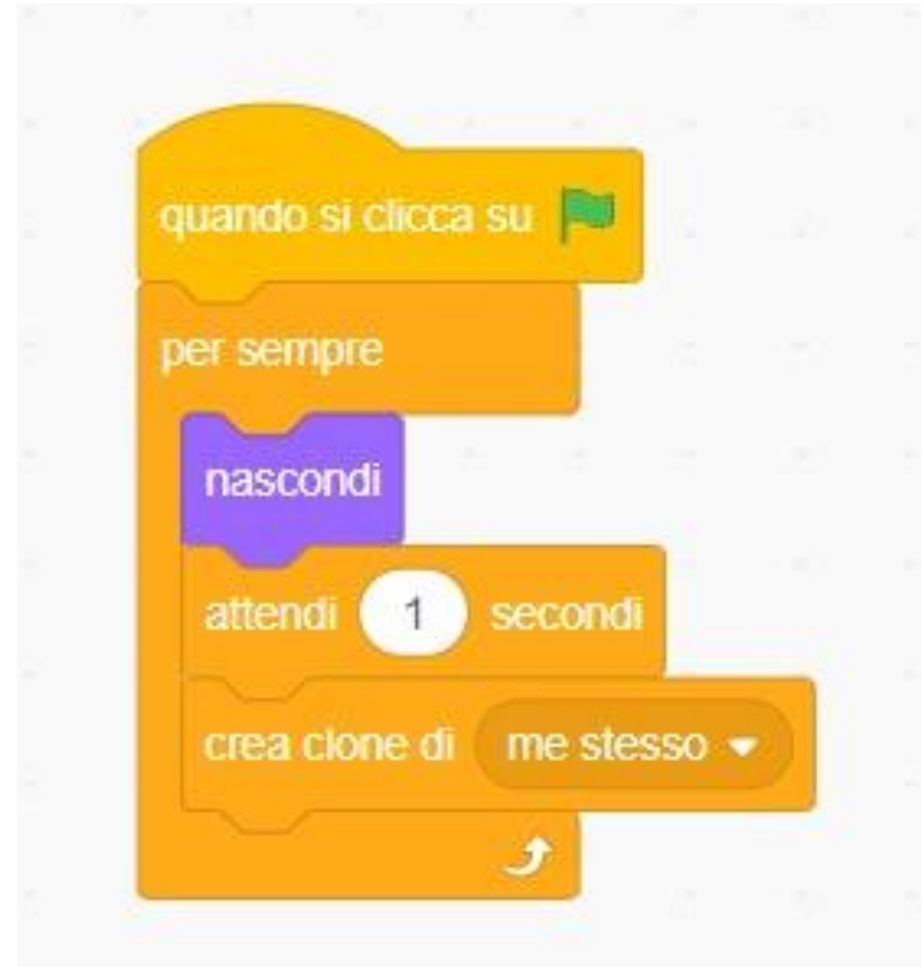 quando si clicca su
per sempre
nascondi
attendi 1 secondi
crea clone di me stesso